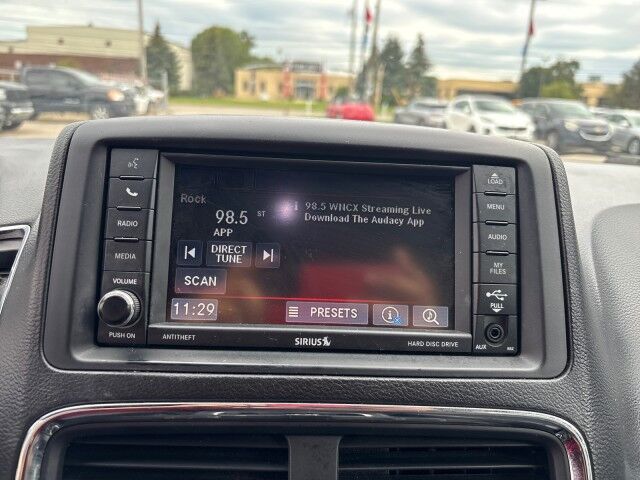 LOAD
PHONE
MENU
RADIO
AUDIO
MEDIA
MY
FILES
VOLUME
PULL
PUSH ON
AUX
Rock
98.5 ST
APP
i 98.5 WNCX Streaming Live
Download The Audacy App
DIRECT
TUNE
SCAN
11:29
PRESETS
i
ANTITHEFT
SIRIUS
HARD DISC DRIVE